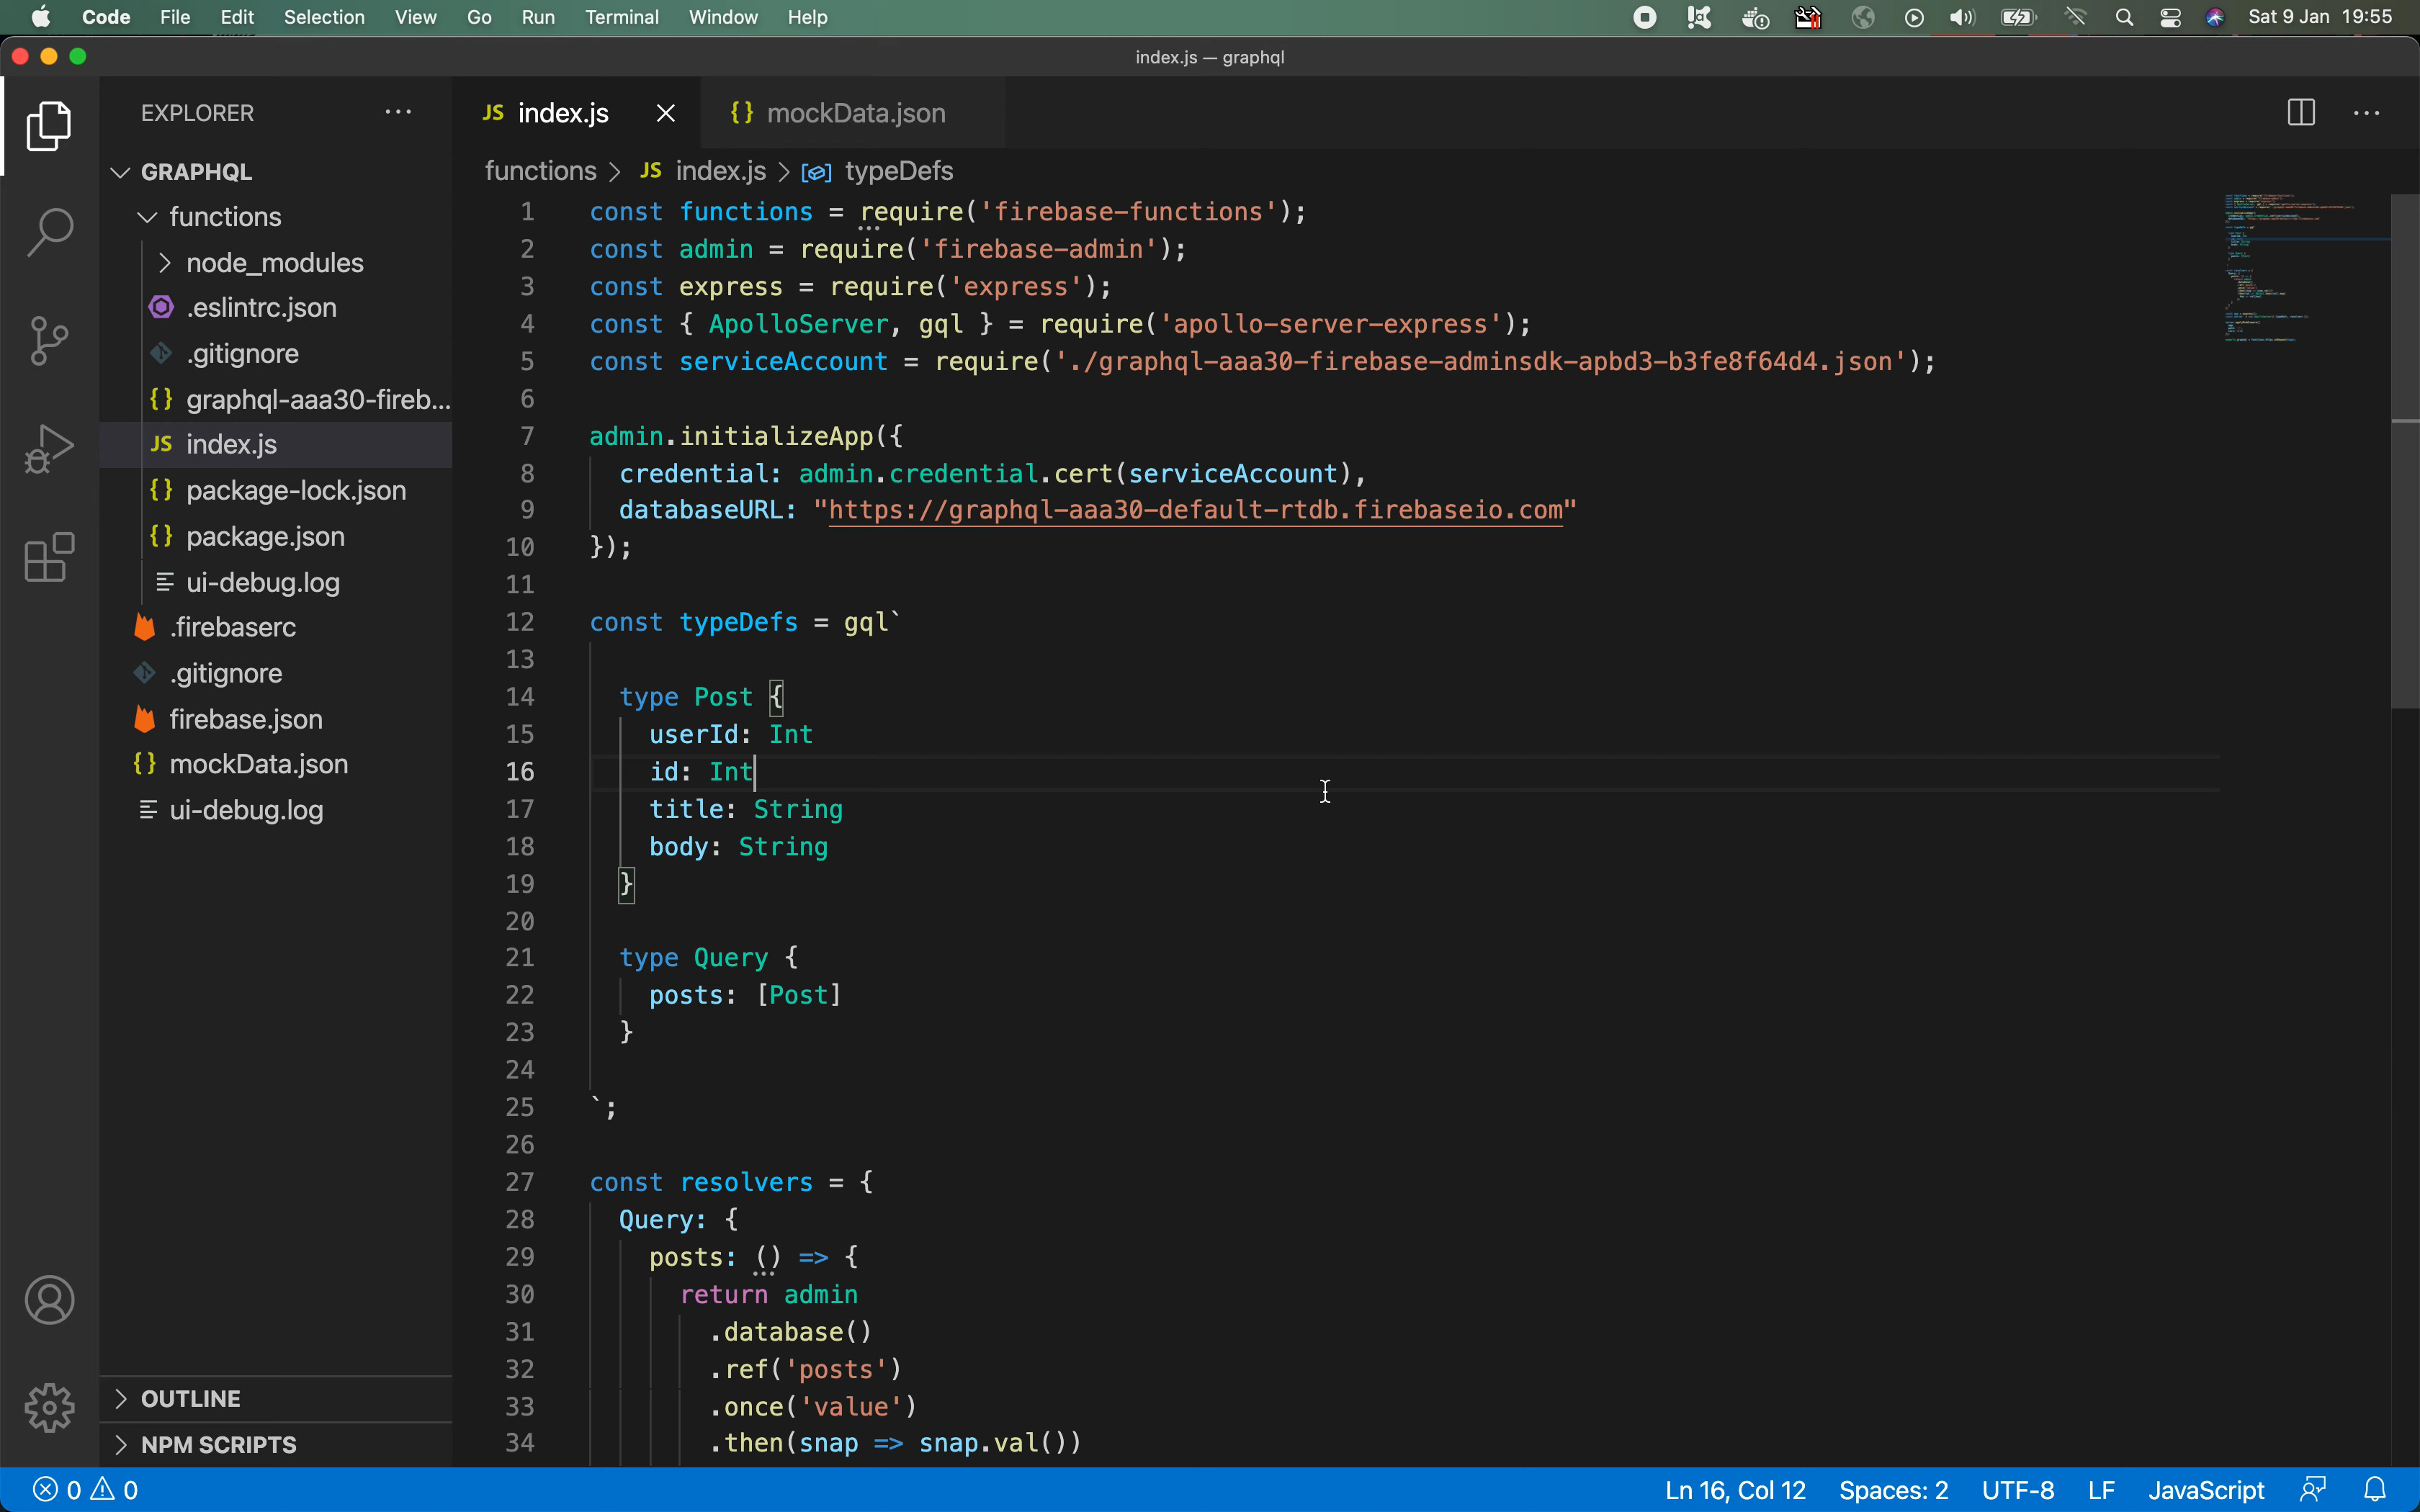 Code File Edit Selection View Go Run Terminal Window Help Sat 9 Jan 19:55
index.js — graphql
EXPLORER ···
GRAPHQL
functions
node_modules
.eslintrc.json
.gitignore
{} graphql-aaa30-fireb...
JS index.js
{} package-lock.json
{} package.json
ui-debug.log
.firebaserc
.gitignore
firebase.json
{} mockData.json
ui-debug.log
OUTLINE
NPM SCRIPTS
JS index.js {} mockData.json ···
functions > JS index.js > typeDefs
1 const functions = require('firebase-functions');
2 const admin = require('firebase-admin');
3 const express = require('express');
4 const { ApolloServer, gql } = require('apollo-server-express');
5 const serviceAccount = require('./graphql-aaa30-firebase-adminsdk-apbd3-b3fe8f64d4.json');
6
7 admin.initializeApp({
8 credential: admin.credential.cert(serviceAccount),
9 databaseURL: "https://graphql-aaa30-default-rtdb.firebaseio.com"
10 });
11
12 const typeDefs = gql`
13
14 type Post {
15 userId: Int
16 id: Int
17 title: String
18 body: String
19 }
20
21 type Query {
22 posts: [Post]
23 }
24
25 `;
26
27 const resolvers = {
28 Query: {
29 posts: () => {
30 return admin
31 .database()
32 .ref('posts')
33 .once('value')
34 .then(snap => snap.val())
0 0 Ln 16, Col 12 Spaces: 2 UTF-8 LF JavaScript